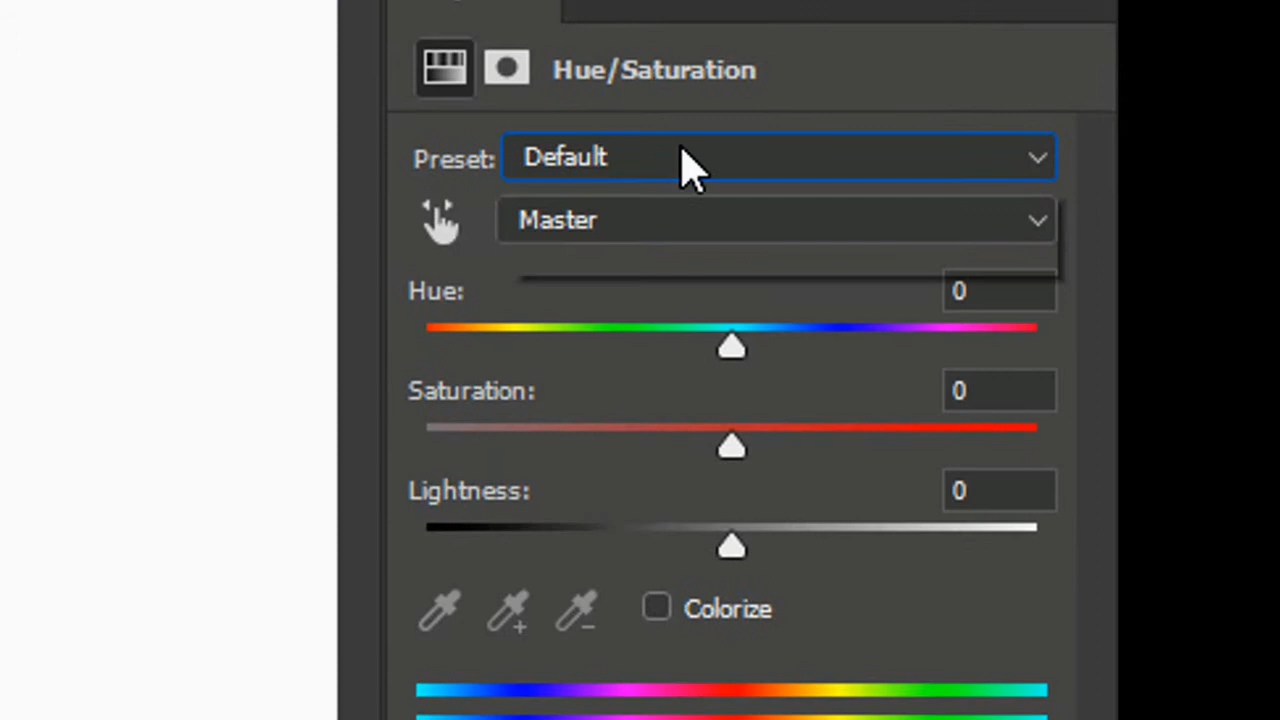 Hue/Saturation
Preset: Default
Master
Hue: 0
Saturation: 0
Lightness: 0
Colorize